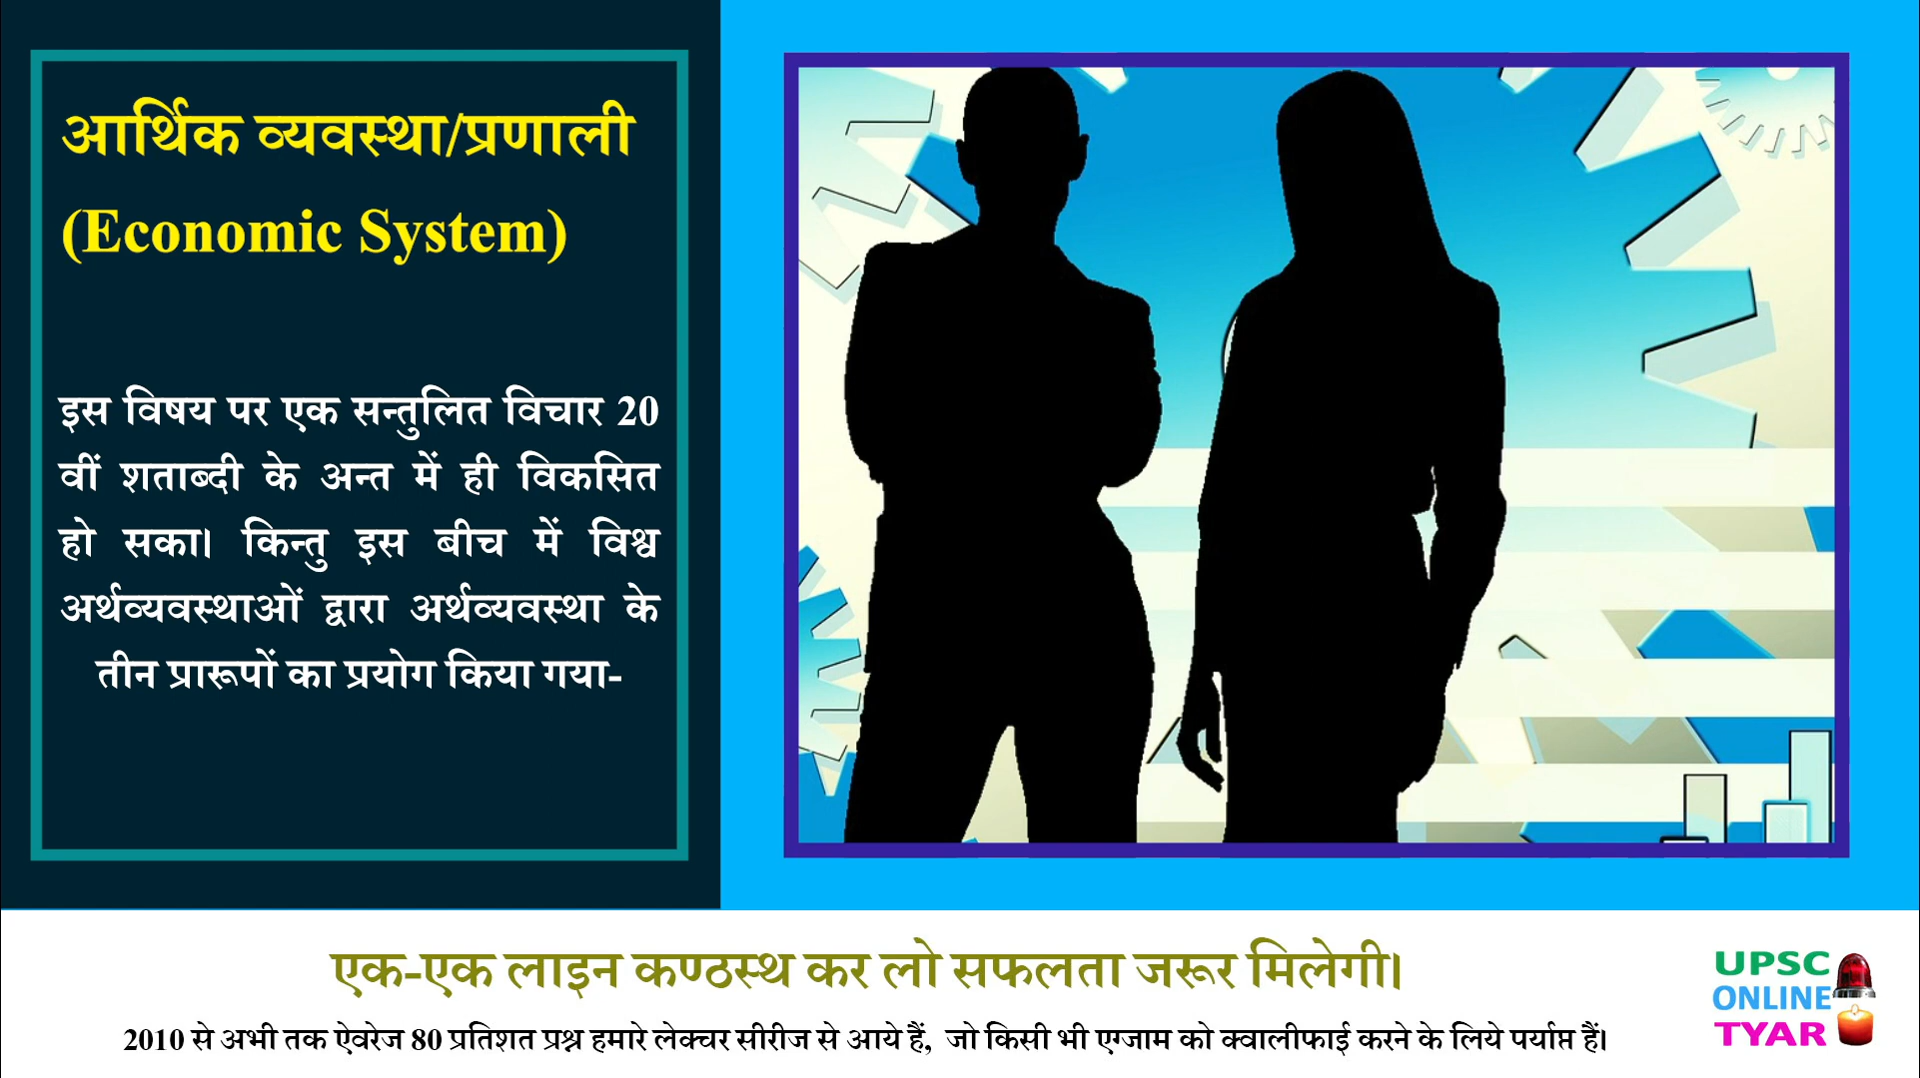 आर्थिक व्यवस्था/प्रणाली
(Economic System)
इस विषय पर एक सन्तुलित विचार 20
वीं शताब्दी के अन्त में ही विकसित
हो सका। किन्तु इस बीच में विश्व
अर्थव्यवस्थाओं द्वारा अर्थव्यवस्था के
तीन प्रारूपों का प्रयोग किया गया-
एक-एक लाइन कण्ठस्थ कर लो सफलता जरूर मिलेगी।
2010 से अभी तक ऐवरेज 80 प्रतिशत प्रश्न हमारे लेक्चर सीरीज से आये हैं, जो किसी भी एग्जाम को क्वालीफाई करने के लिये पर्याप्त हैं।
UPSC
ONLINE
TYAR